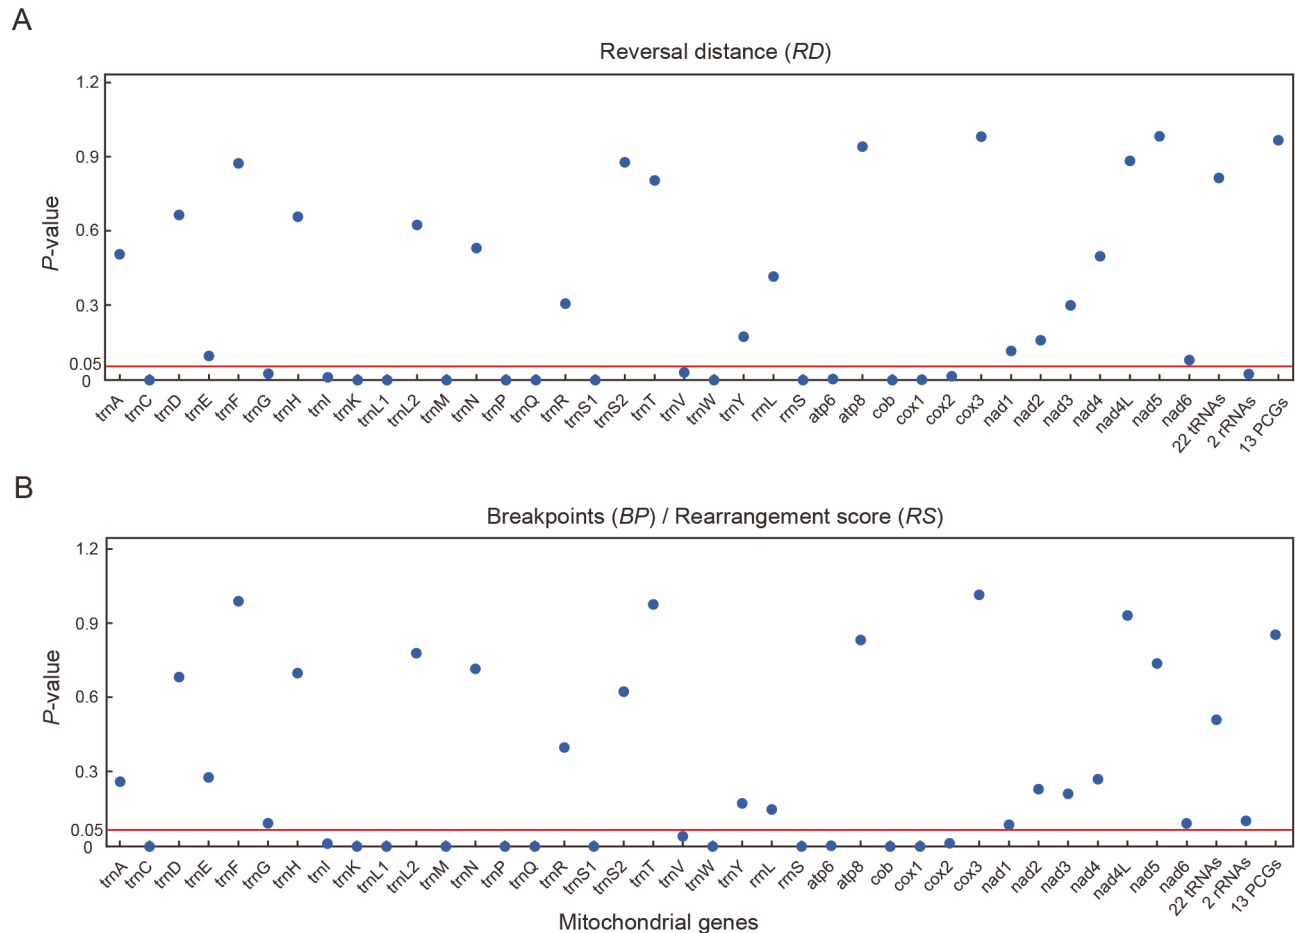 A
Reversal distance (RD)
P-value
1.2
0.9
0.6
0.3
0.05
0
trnA trnC trnD trnE trnF trnG trnH trnI trnK trnL1 trnL2 trnM trnN trnP trnQ trnR trnS1 trnS2 trnT trnV trnW trnY rrnL rrnS atp6 atp8 cob cox1 cox2 cox3 nad1 nad2 nad3 nad4 nad4L nad5 nad6 22 tRNAs 2 rRNAs 13 PCGs
B
Breakpoints (BP) / Rearrangement score (RS)
P-value
1.2
0.9
0.6
0.3
0.05
0
trnA trnC trnD trnE trnF trnG trnH trnI trnK trnL1 trnL2 trnM trnN trnP trnQ trnR trnS1 trnS2 trnT trnV trnW trnY rrnL rrnS atp6 atp8 cob cox1 cox2 cox3 nad1 nad2 nad3 nad4 nad4L nad5 nad6 22 tRNAs 2 rRNAs 13 PCGs
Mitochondrial genes